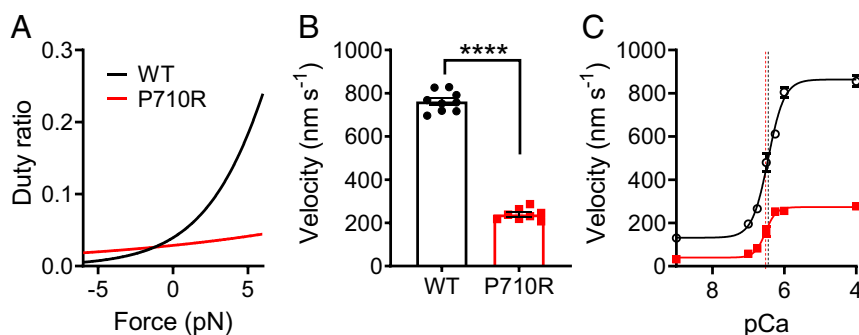 A
Duty ratio
0.3
0.2
0.1
0.0
-5
0
5
Force (pN)
WT
P710R
B
Velocity (nm s⁻¹)
1000
800
600
400
200
0
****
WT
P710R
C
Velocity (nm s⁻¹)
1000
800
600
400
200
0
8
6
4
pCa